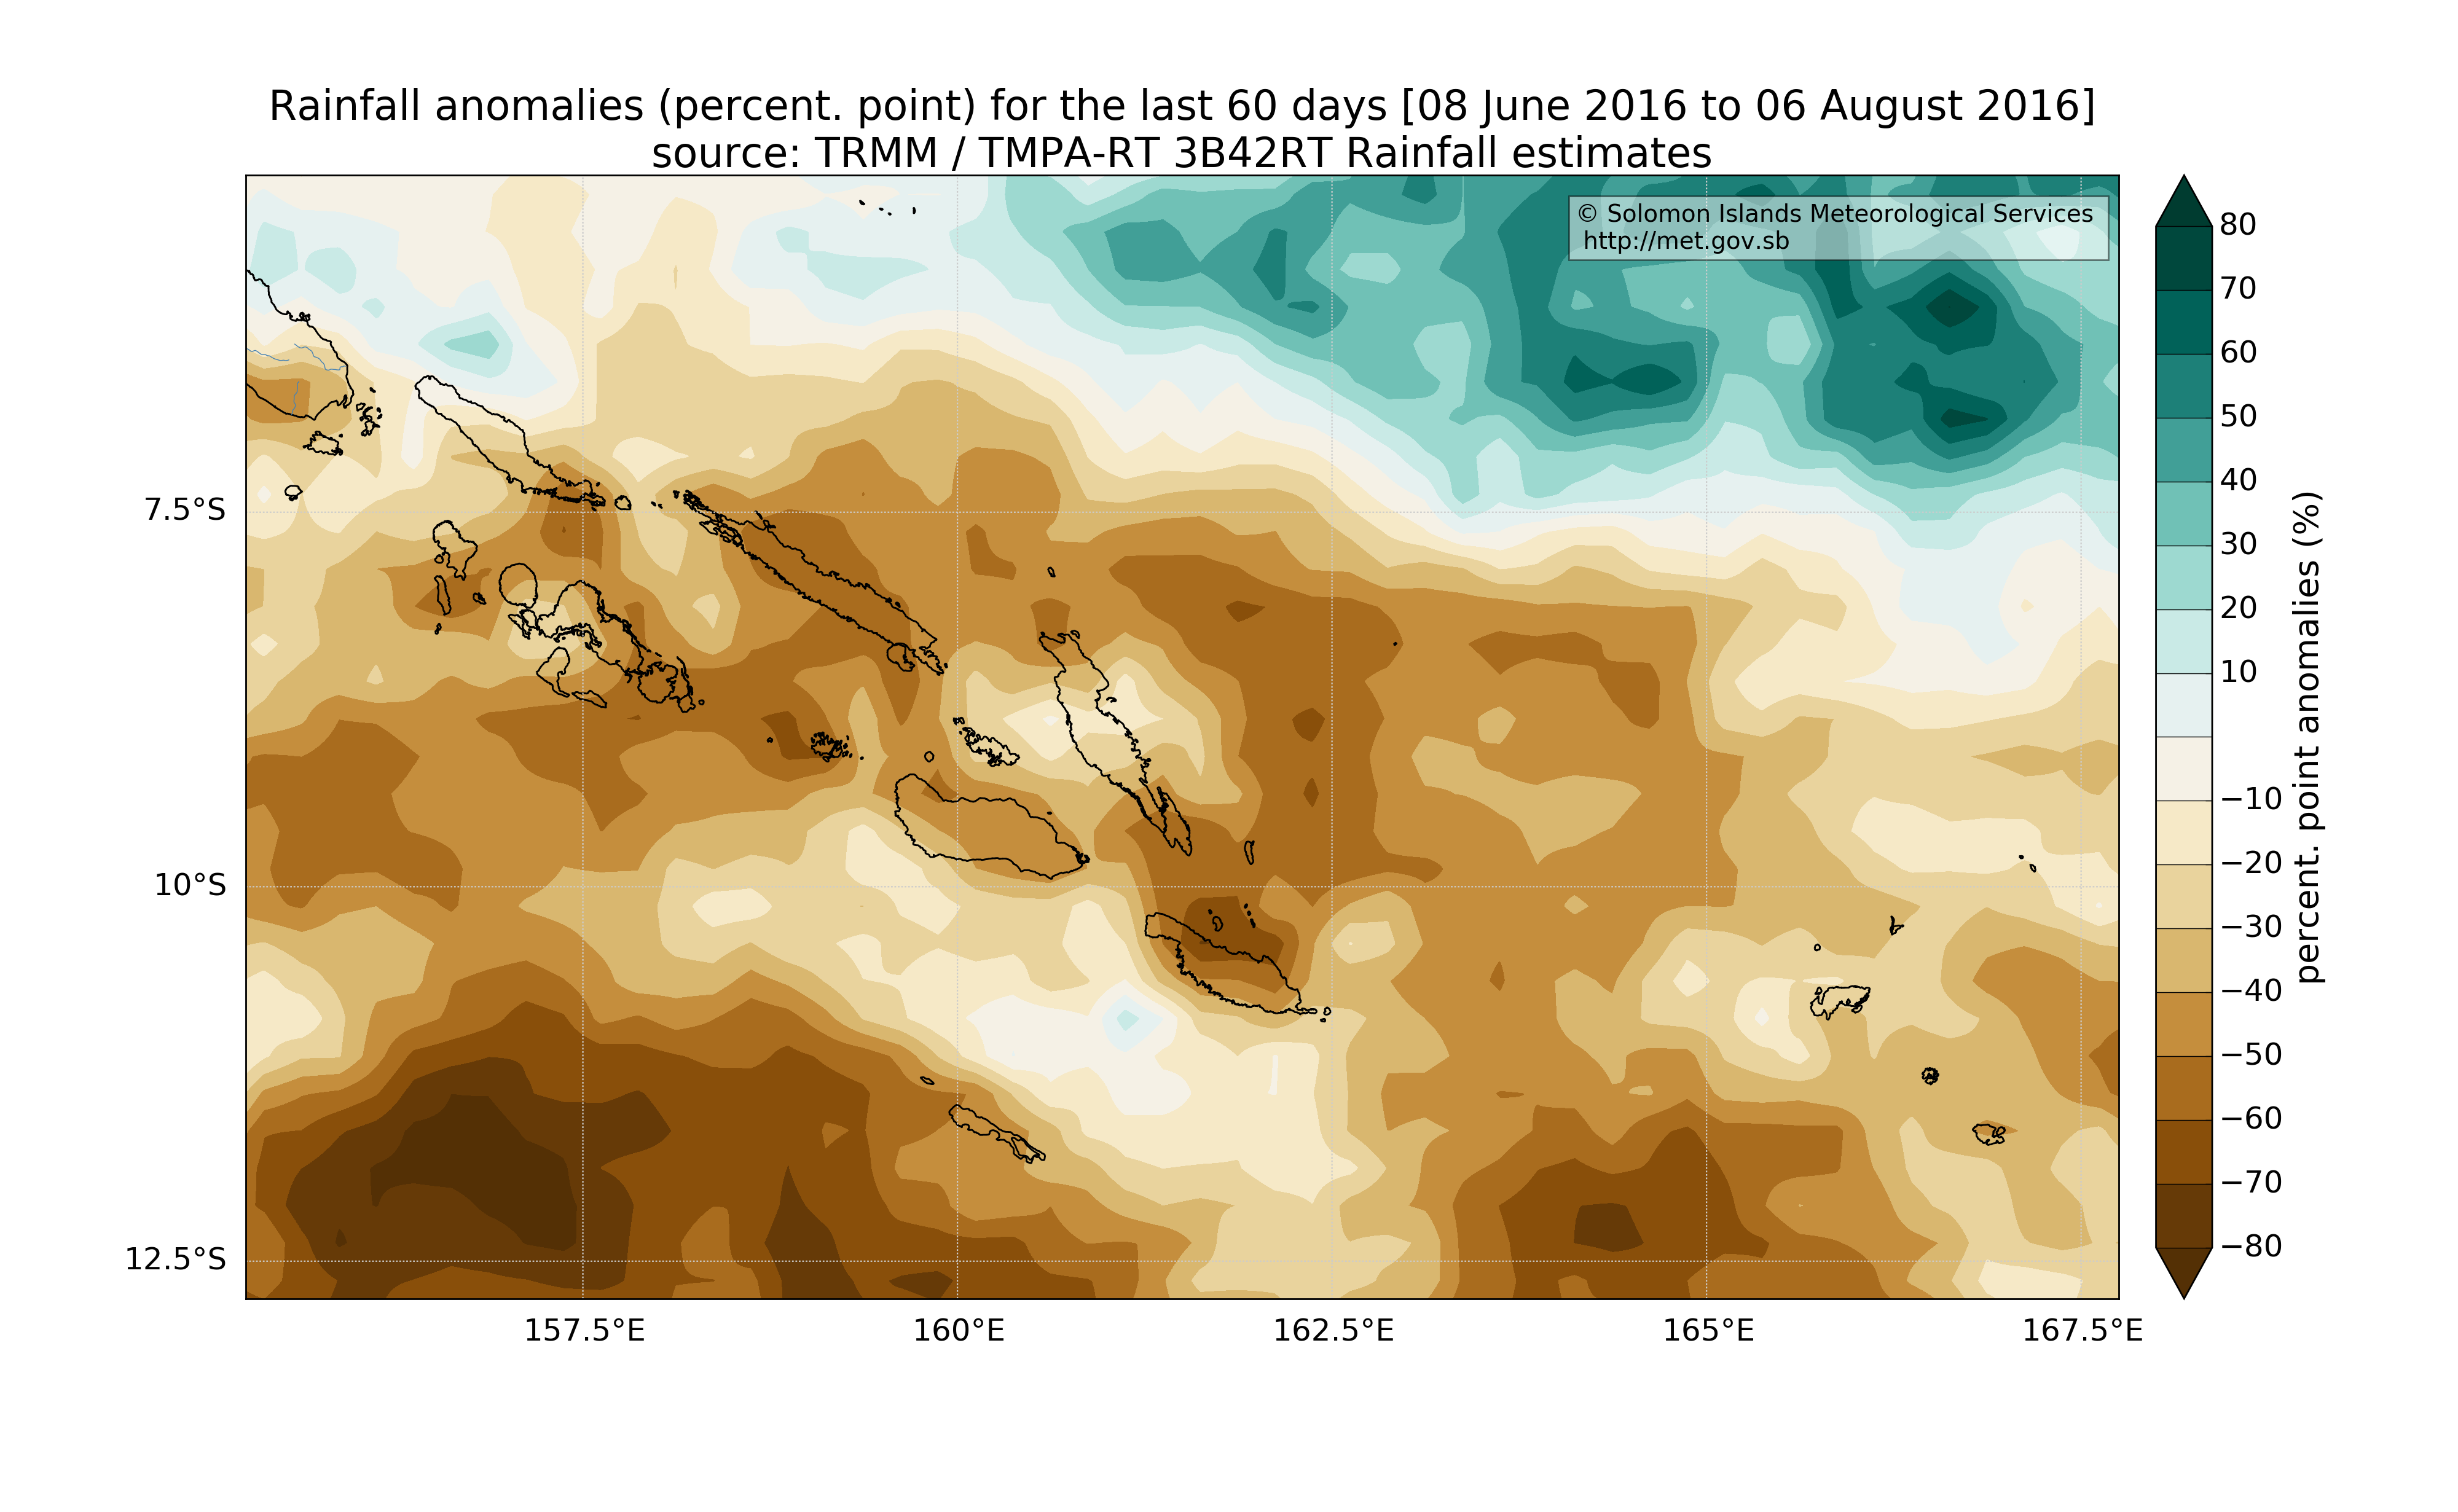 Rainfall anomalies (percent. point) for the last 60 days [08 June 2016 to 06 August 2016]
source: TRMM / TMPA-RT 3B42RT Rainfall estimates
© Solomon Islands Meteorological Services
http://met.gov.sb
7.5°S
10°S
12.5°S
157.5°E
160°E
162.5°E
165°E
167.5°E
80
70
60
50
40
30
20
10
−10
−20
−30
−40
−50
−60
−70
−80
percent. point anomalies (%)